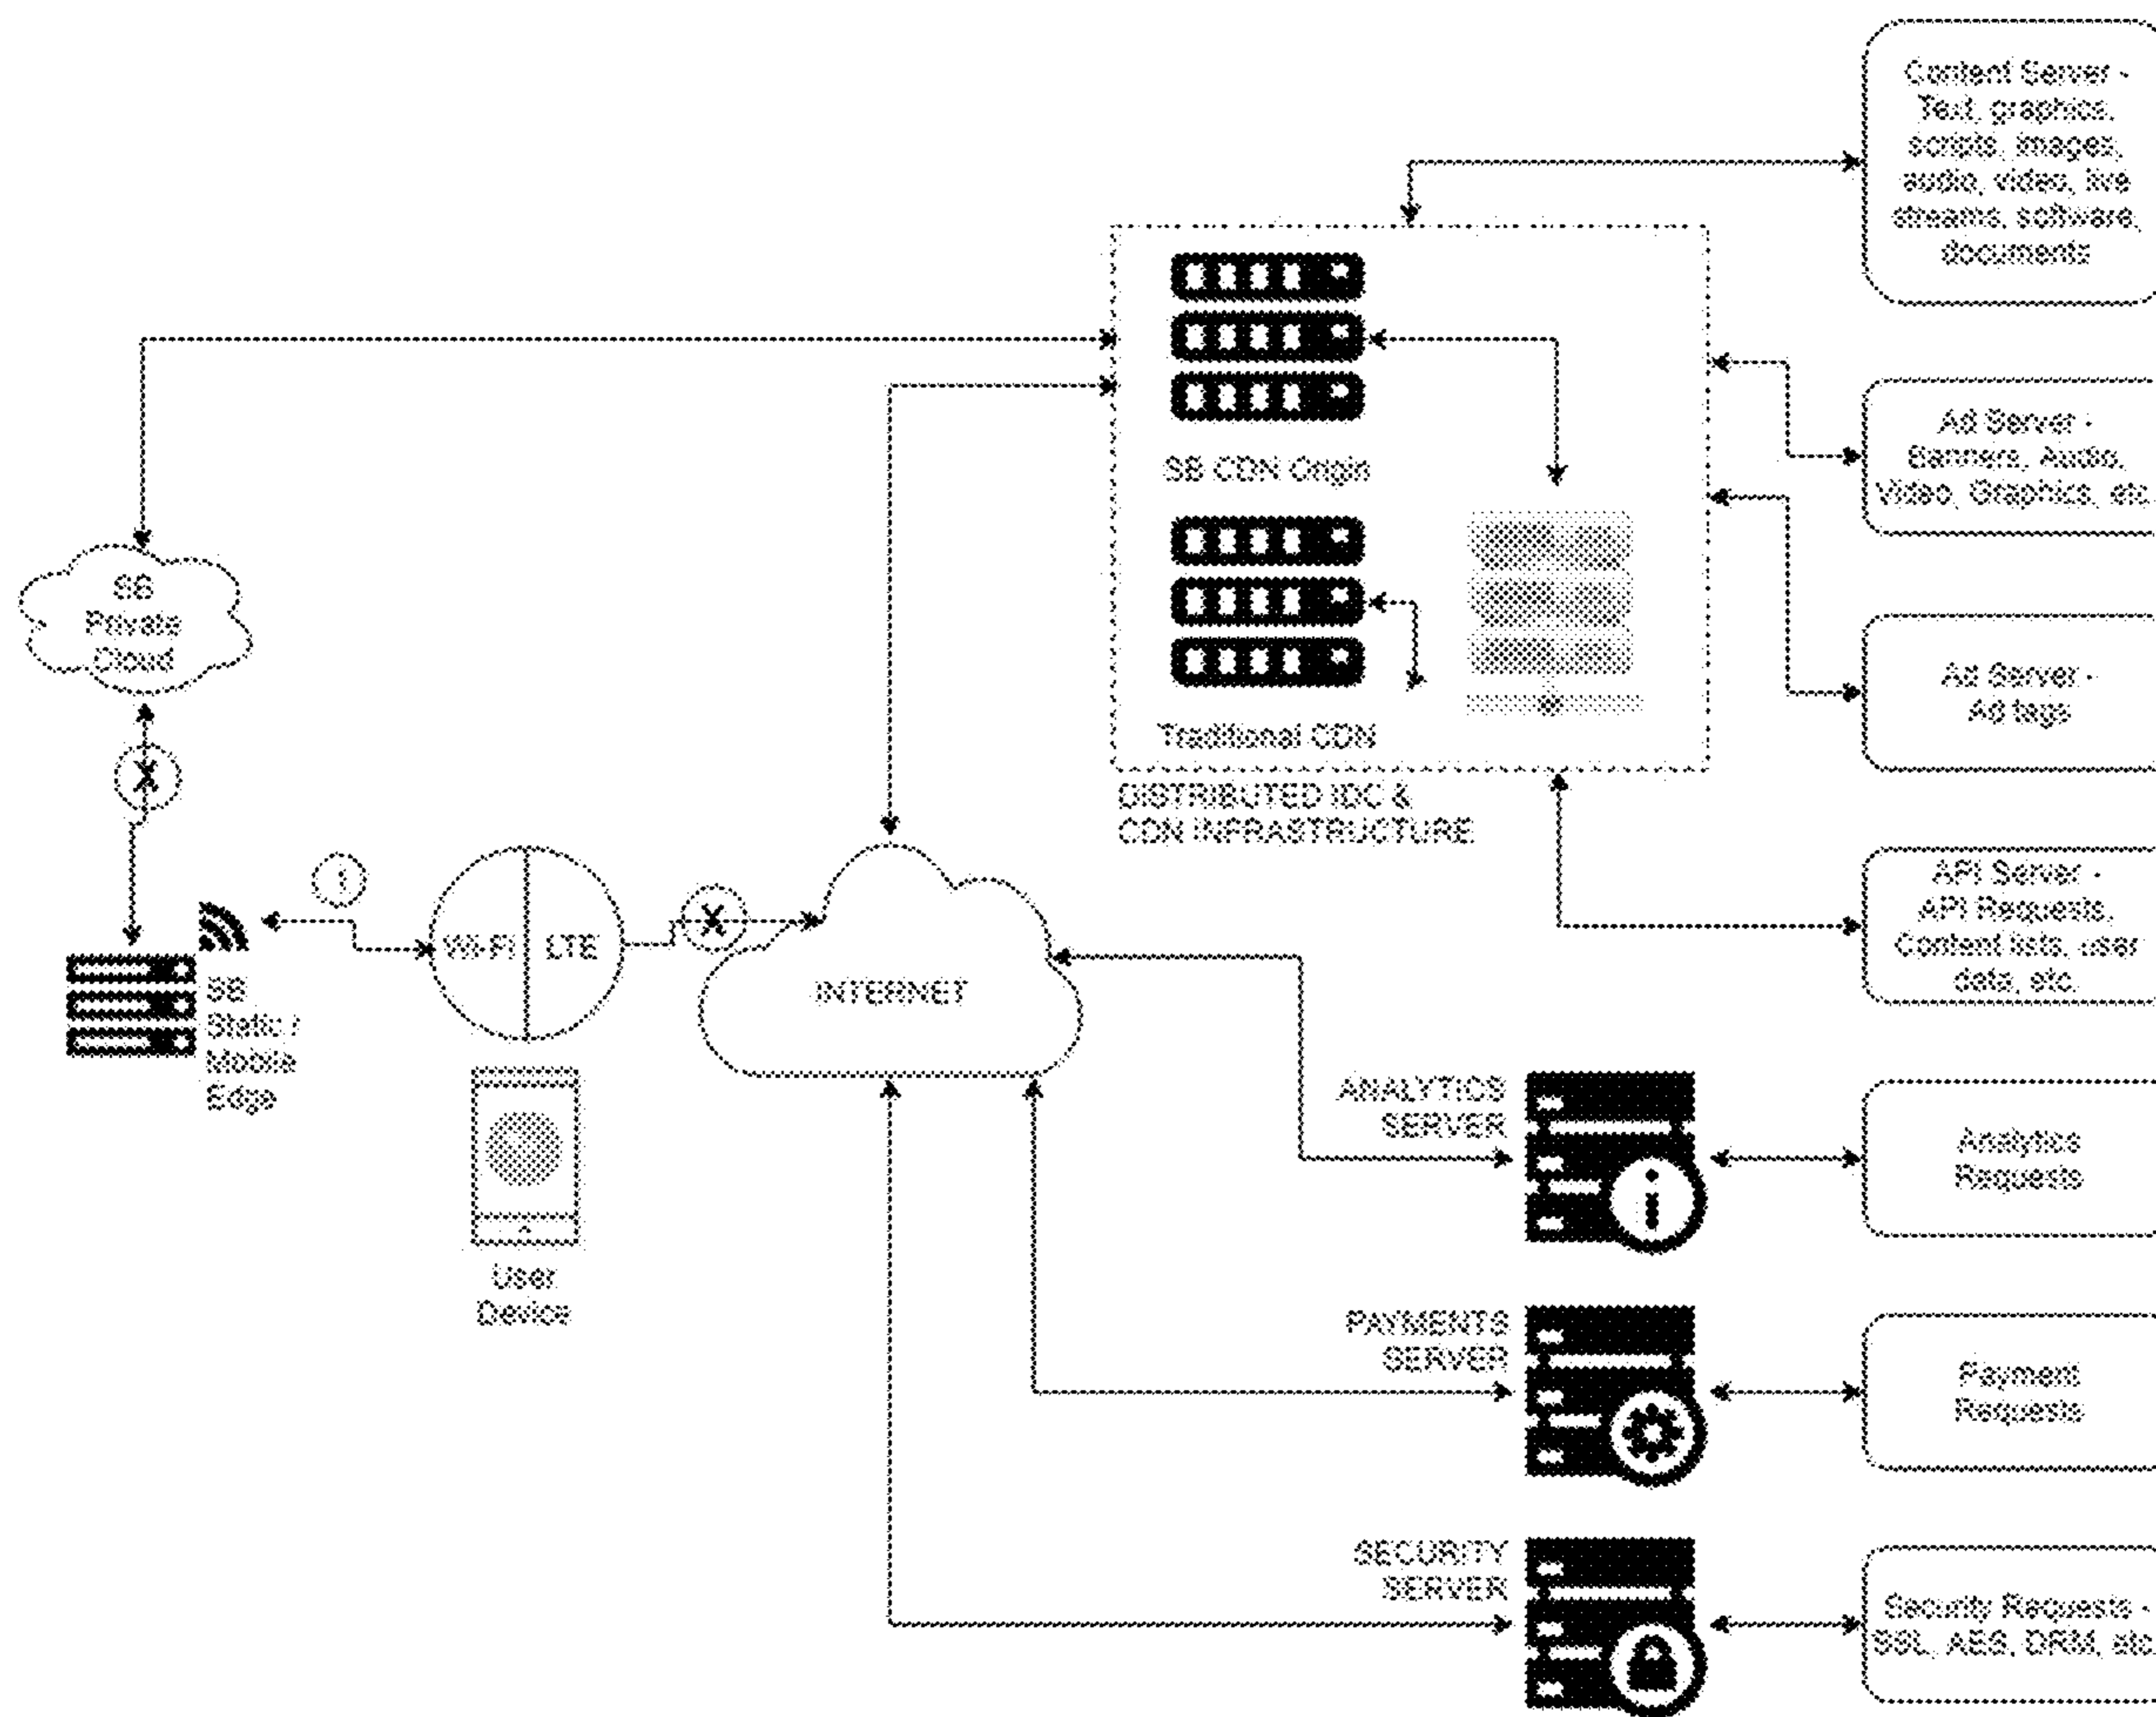 Content Server -
Text, graphics,
scripts, images,
audio, video, live
streams, software,
documents
SB CDN Origin
Ad Server -
Banners, Audio,
Video, Graphics, etc.
SB
Private
Cloud
Ad Server -
Ad tags
Traditional CDN
DISTRIBUTED IDC &
CDN INFRASTRUCTURE
X
1
X
Wi-Fi
LTE
API Server -
API Requests,
Content lists, user
data, etc.
SB
Static /
Mobile
Edge
INTERNET
ANALYTICS
SERVER
i
Analytics
Requests
User
Device
PAYMENTS
SERVER
Payment
Requests
SECURITY
SERVER
Security Requests -
SSL, AES, DRM, etc.